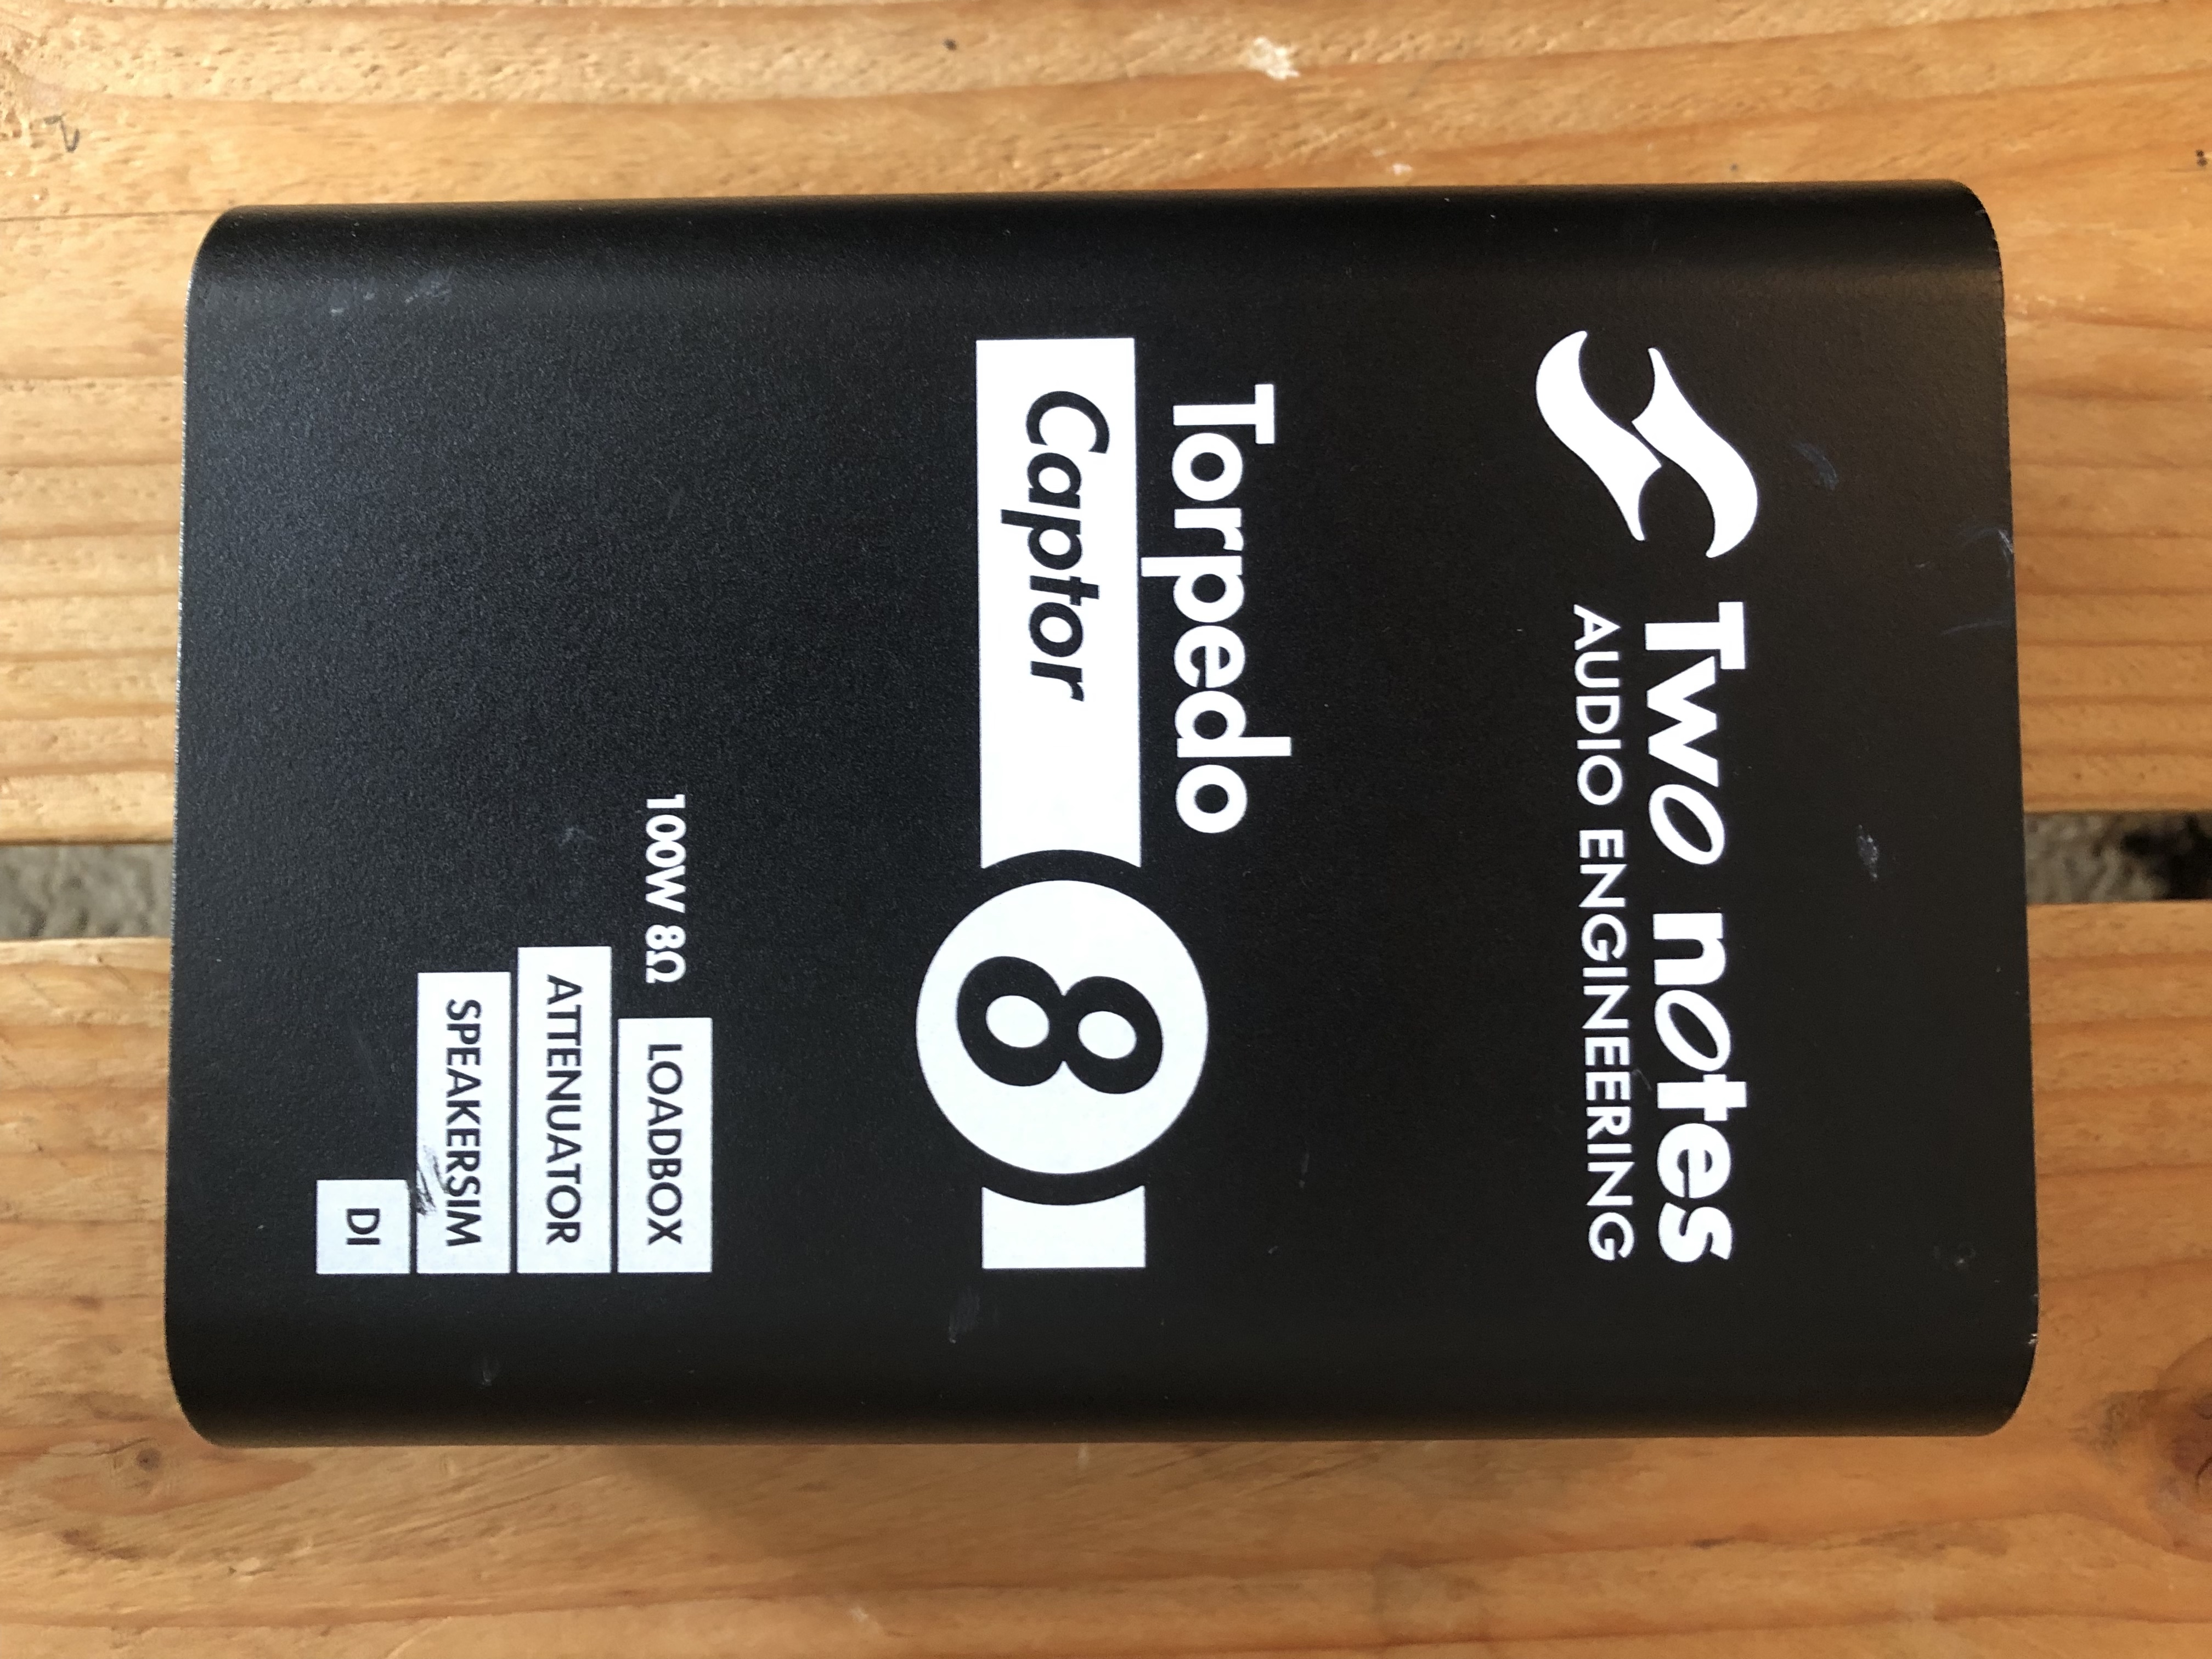 Two notes
AUDIO ENGINEERING
Torpedo
Captor 8
100W 8Ω LOADBOX
ATTENUATOR
SPEAKERSIM
DI